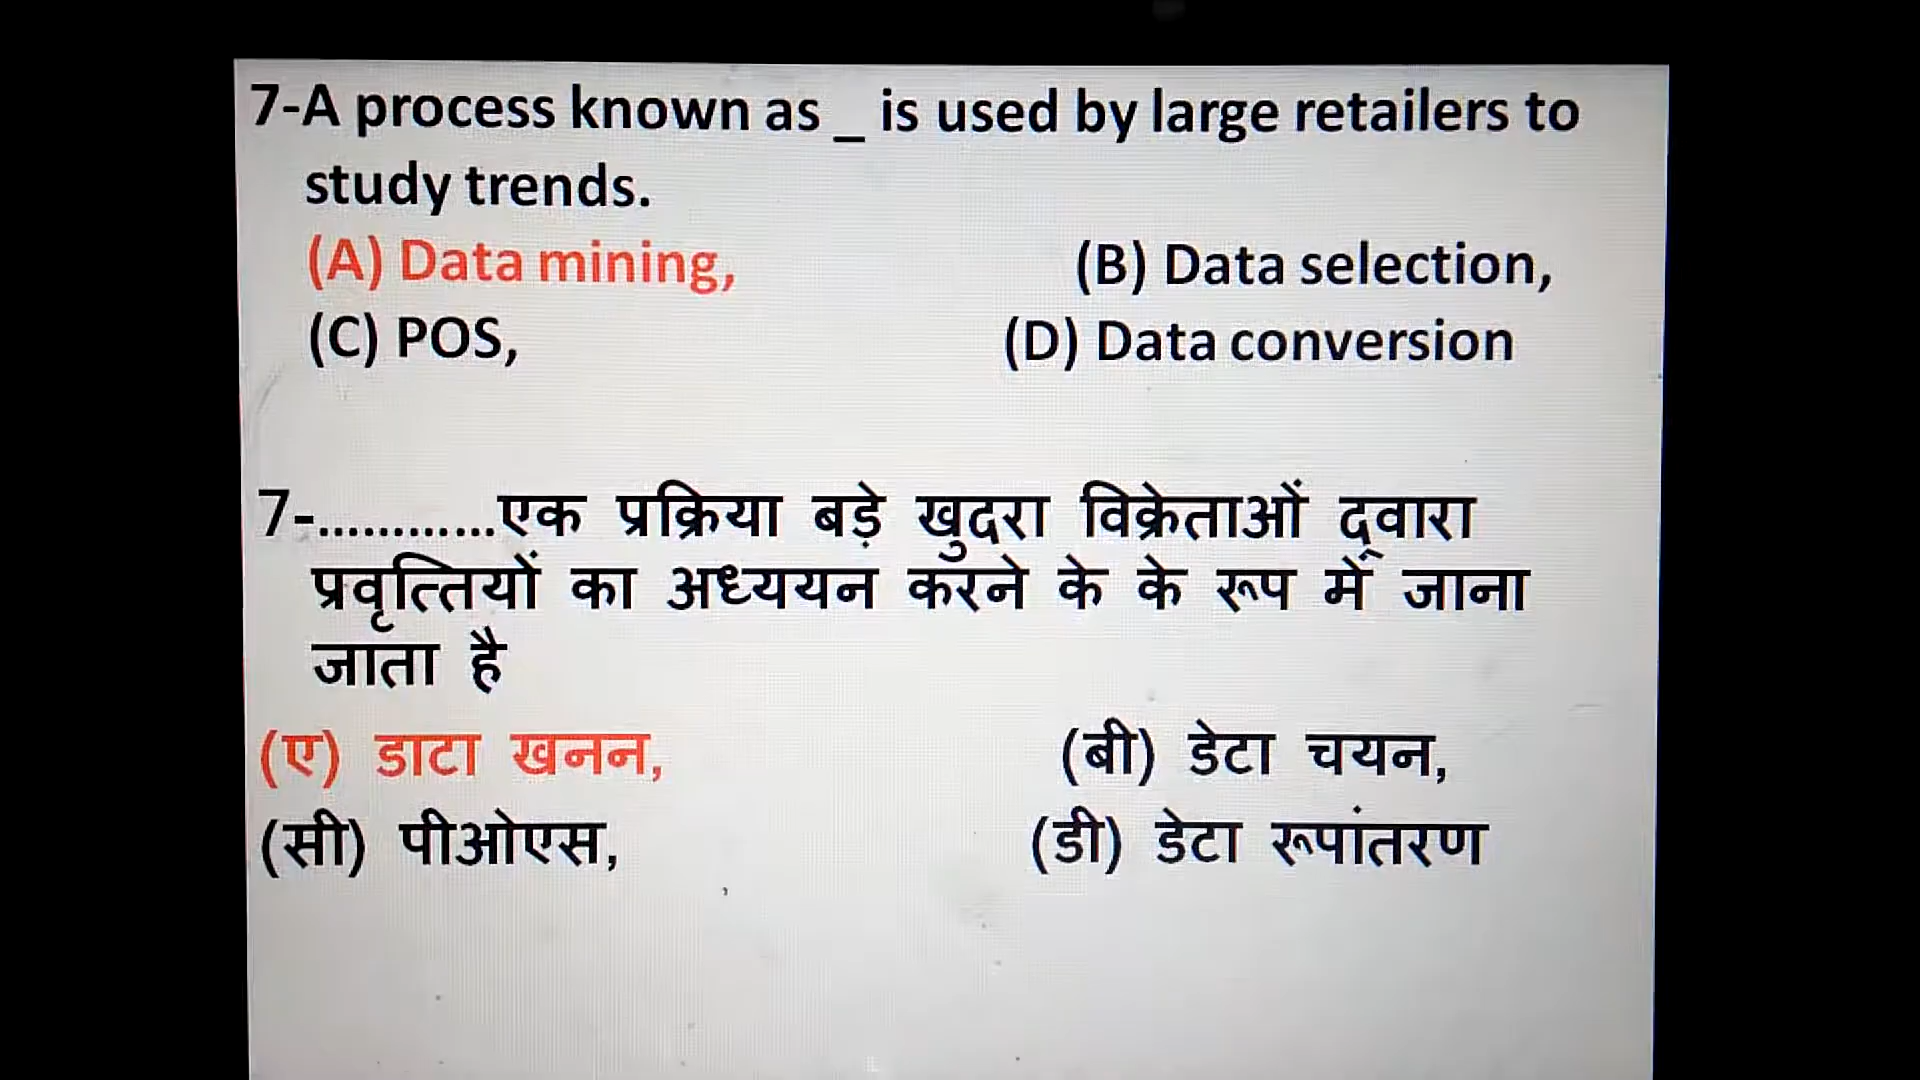 7-A process known as _ is used by large retailers to
study trends.
(A) Data mining, (B) Data selection,
(C) POS, (D) Data conversion
7-............एक प्रक्रिया बड़े खुदरा विक्रेताओं द्वारा
प्रवृत्तियों का अध्ययन करने के के रूप में जाना
जाता है
(ए) डाटा खनन, (बी) डेटा चयन,
(सी) पीओएस, (डी) डेटा रूपांतरण